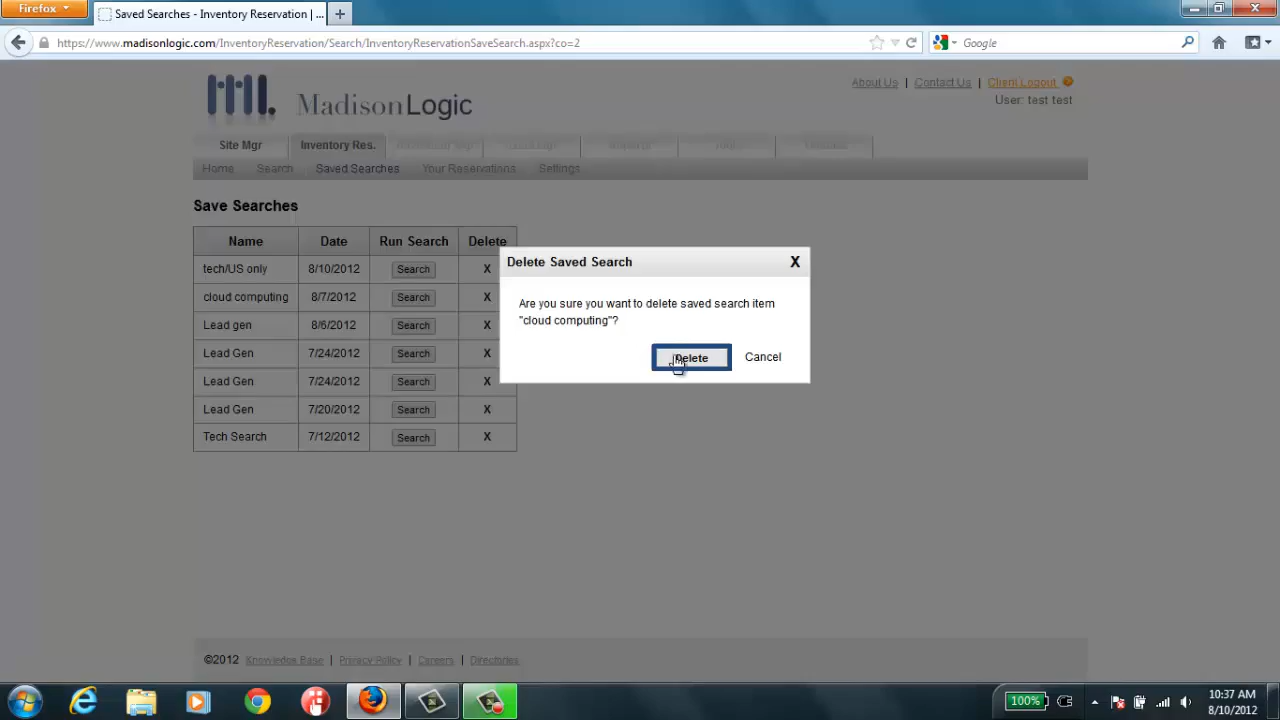 Firefox
Saved Searches - Inventory Reservation | ...
https://www.madisonlogic.com/InventoryReservation/Search/InventoryReservationSaveSearch.aspx?co=2
Google
ml.
MadisonLogic
About Us | Contact Us | Client Logout
User: test test
Site Mgr
Inventory Res.
Home
Search
Saved Searches
Your Reservations
Settings
Save Searches
Name Date Run Search Delete
tech/US only 8/10/2012 Search X
cloud computing 8/7/2012 Search X
Lead gen 8/6/2012 Search X
Lead Gen 7/24/2012 Search X
Lead Gen 7/24/2012 Search X
Lead Gen 7/20/2012 Search X
Tech Search 7/12/2012 Search X
Delete Saved Search X
Are you sure you want to delete saved search item
"cloud computing"?
Delete Cancel
©2012 Knowledge Base | Privacy Policy | Careers | Directories
100%
10:37 AM
8/10/2012